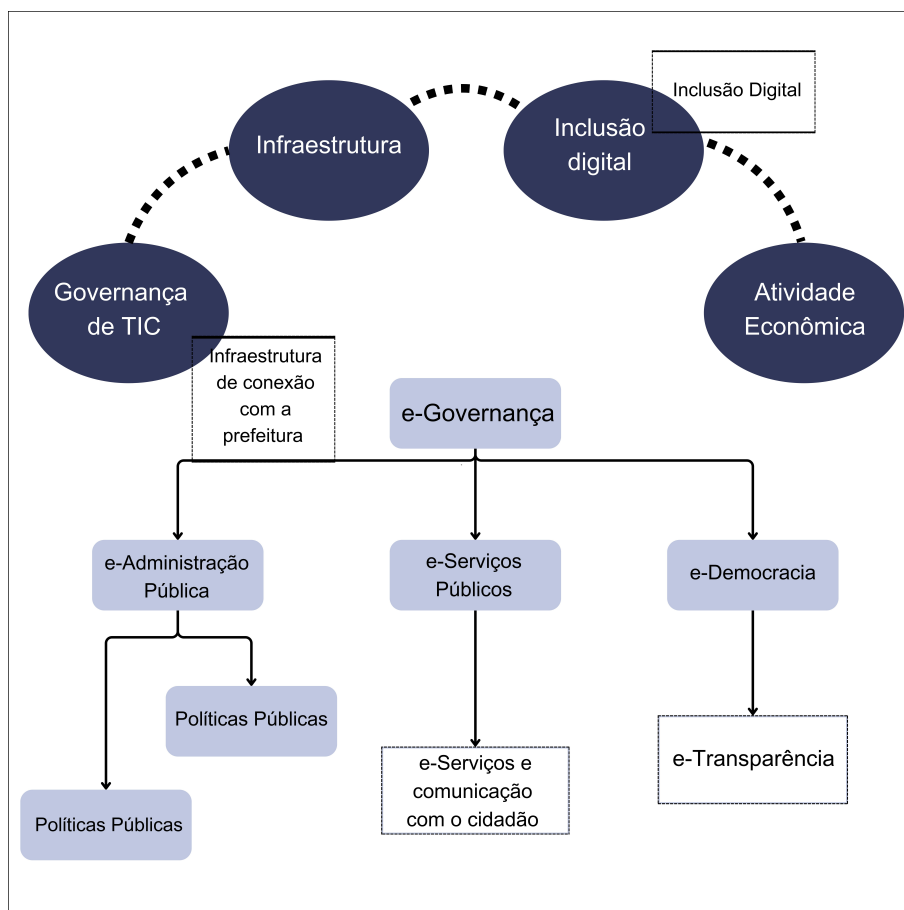 Infraestrutura
Inclusão
digital
Inclusão Digital
Governança
de TIC
Atividade
Econômica
Infraestrutura
de conexão
com a
prefeitura
e-Governança
e-Administração
Pública
e-Serviços
Públicos
e-Democracia
Políticas Públicas
e-Transparência
e-Serviços e
comunicação
com o cidadão
Políticas Públicas